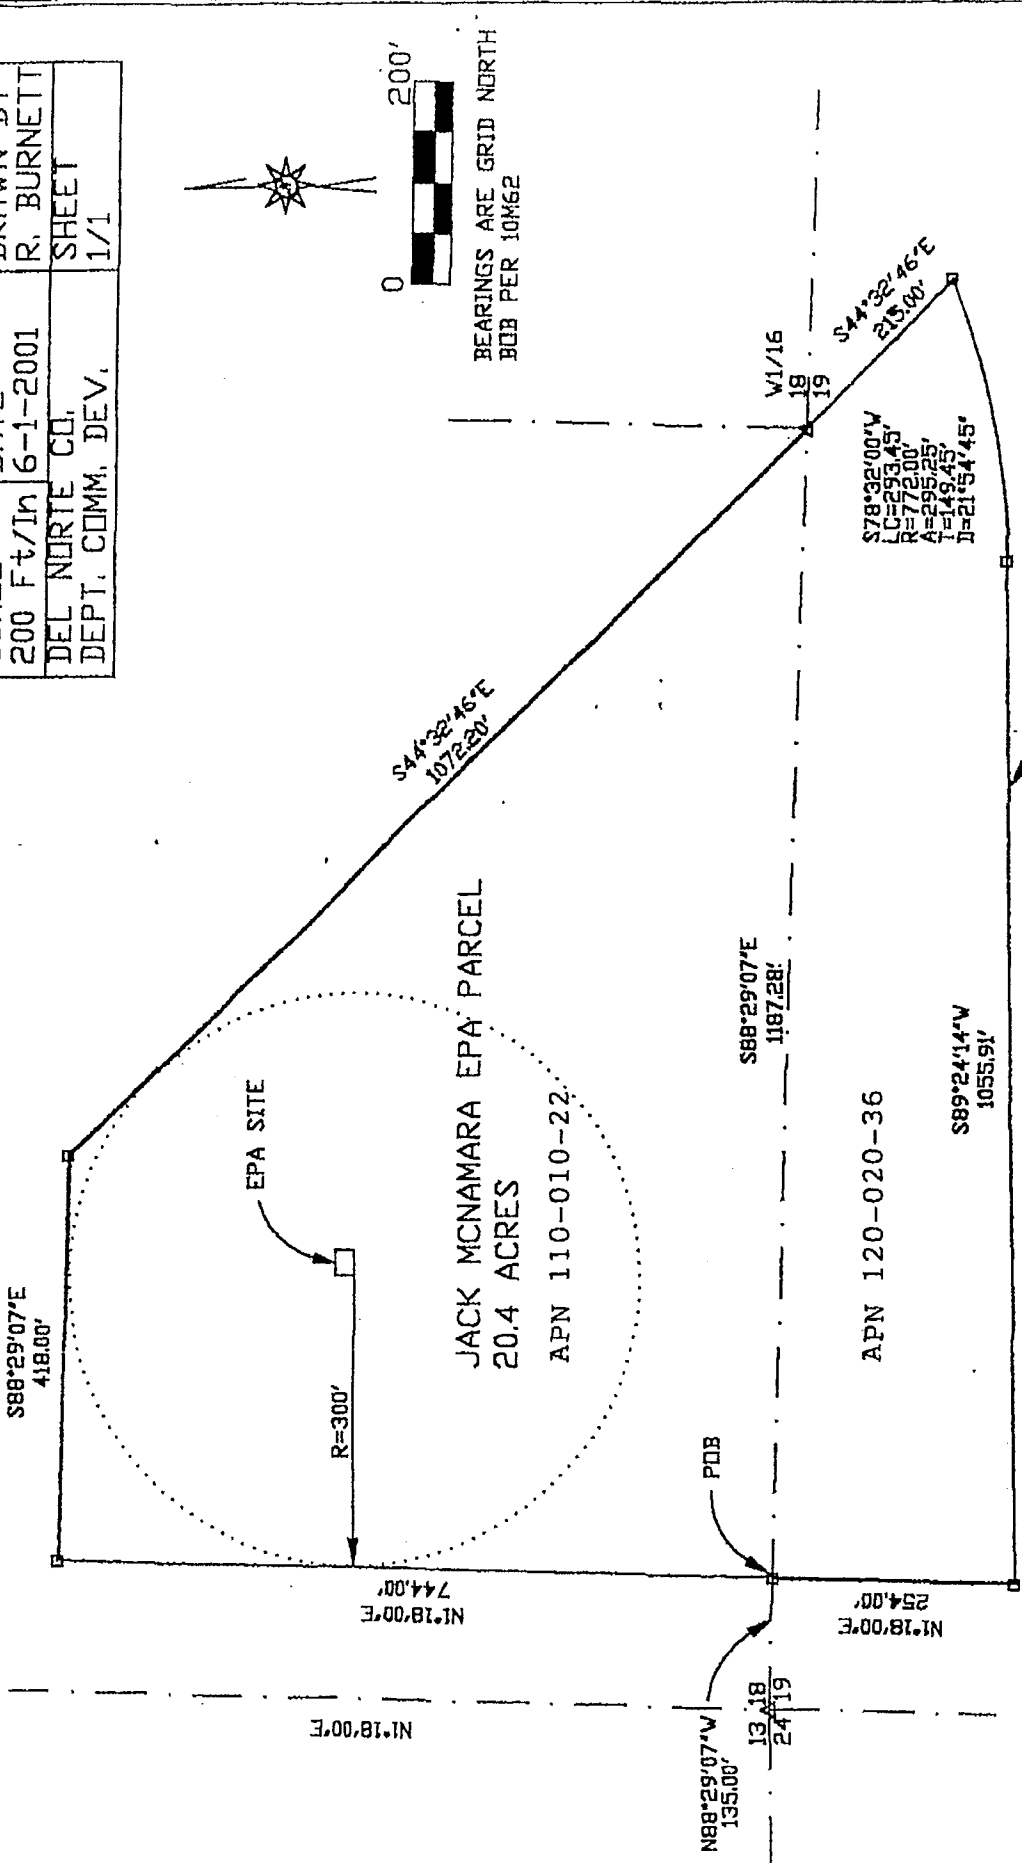 200 Ft/In
6-1-2001
R. BURNETT
DEL NORTE CO.
DEPT. COMM. DEV.
SHEET
1/1
0
200'
BEARINGS ARE GRID NORTH
BOB PER 10M62
S88°29'07"E
418.00'
EPA SITE
R=300'
S44°32'46"E
1072.20'
JACK MCNAMARA EPA PARCEL
20.4 ACRES
APN 110-010-22
N1°18'00"E
744.00'
N1°18'00"E
POB
S88°29'07"E
1187.28'
W1/16
18
19
S44°32'46"E
215.00'
S78°32'00"W
LC=293.45'
R=772.00'
A=295.25'
T=149.45'
D=21°54'45"
N88°29'07"W
135.00'
13 18
24 19
N1°18'00"E
254.00'
APN 120-020-36
S89°24'14"W
1055.91'